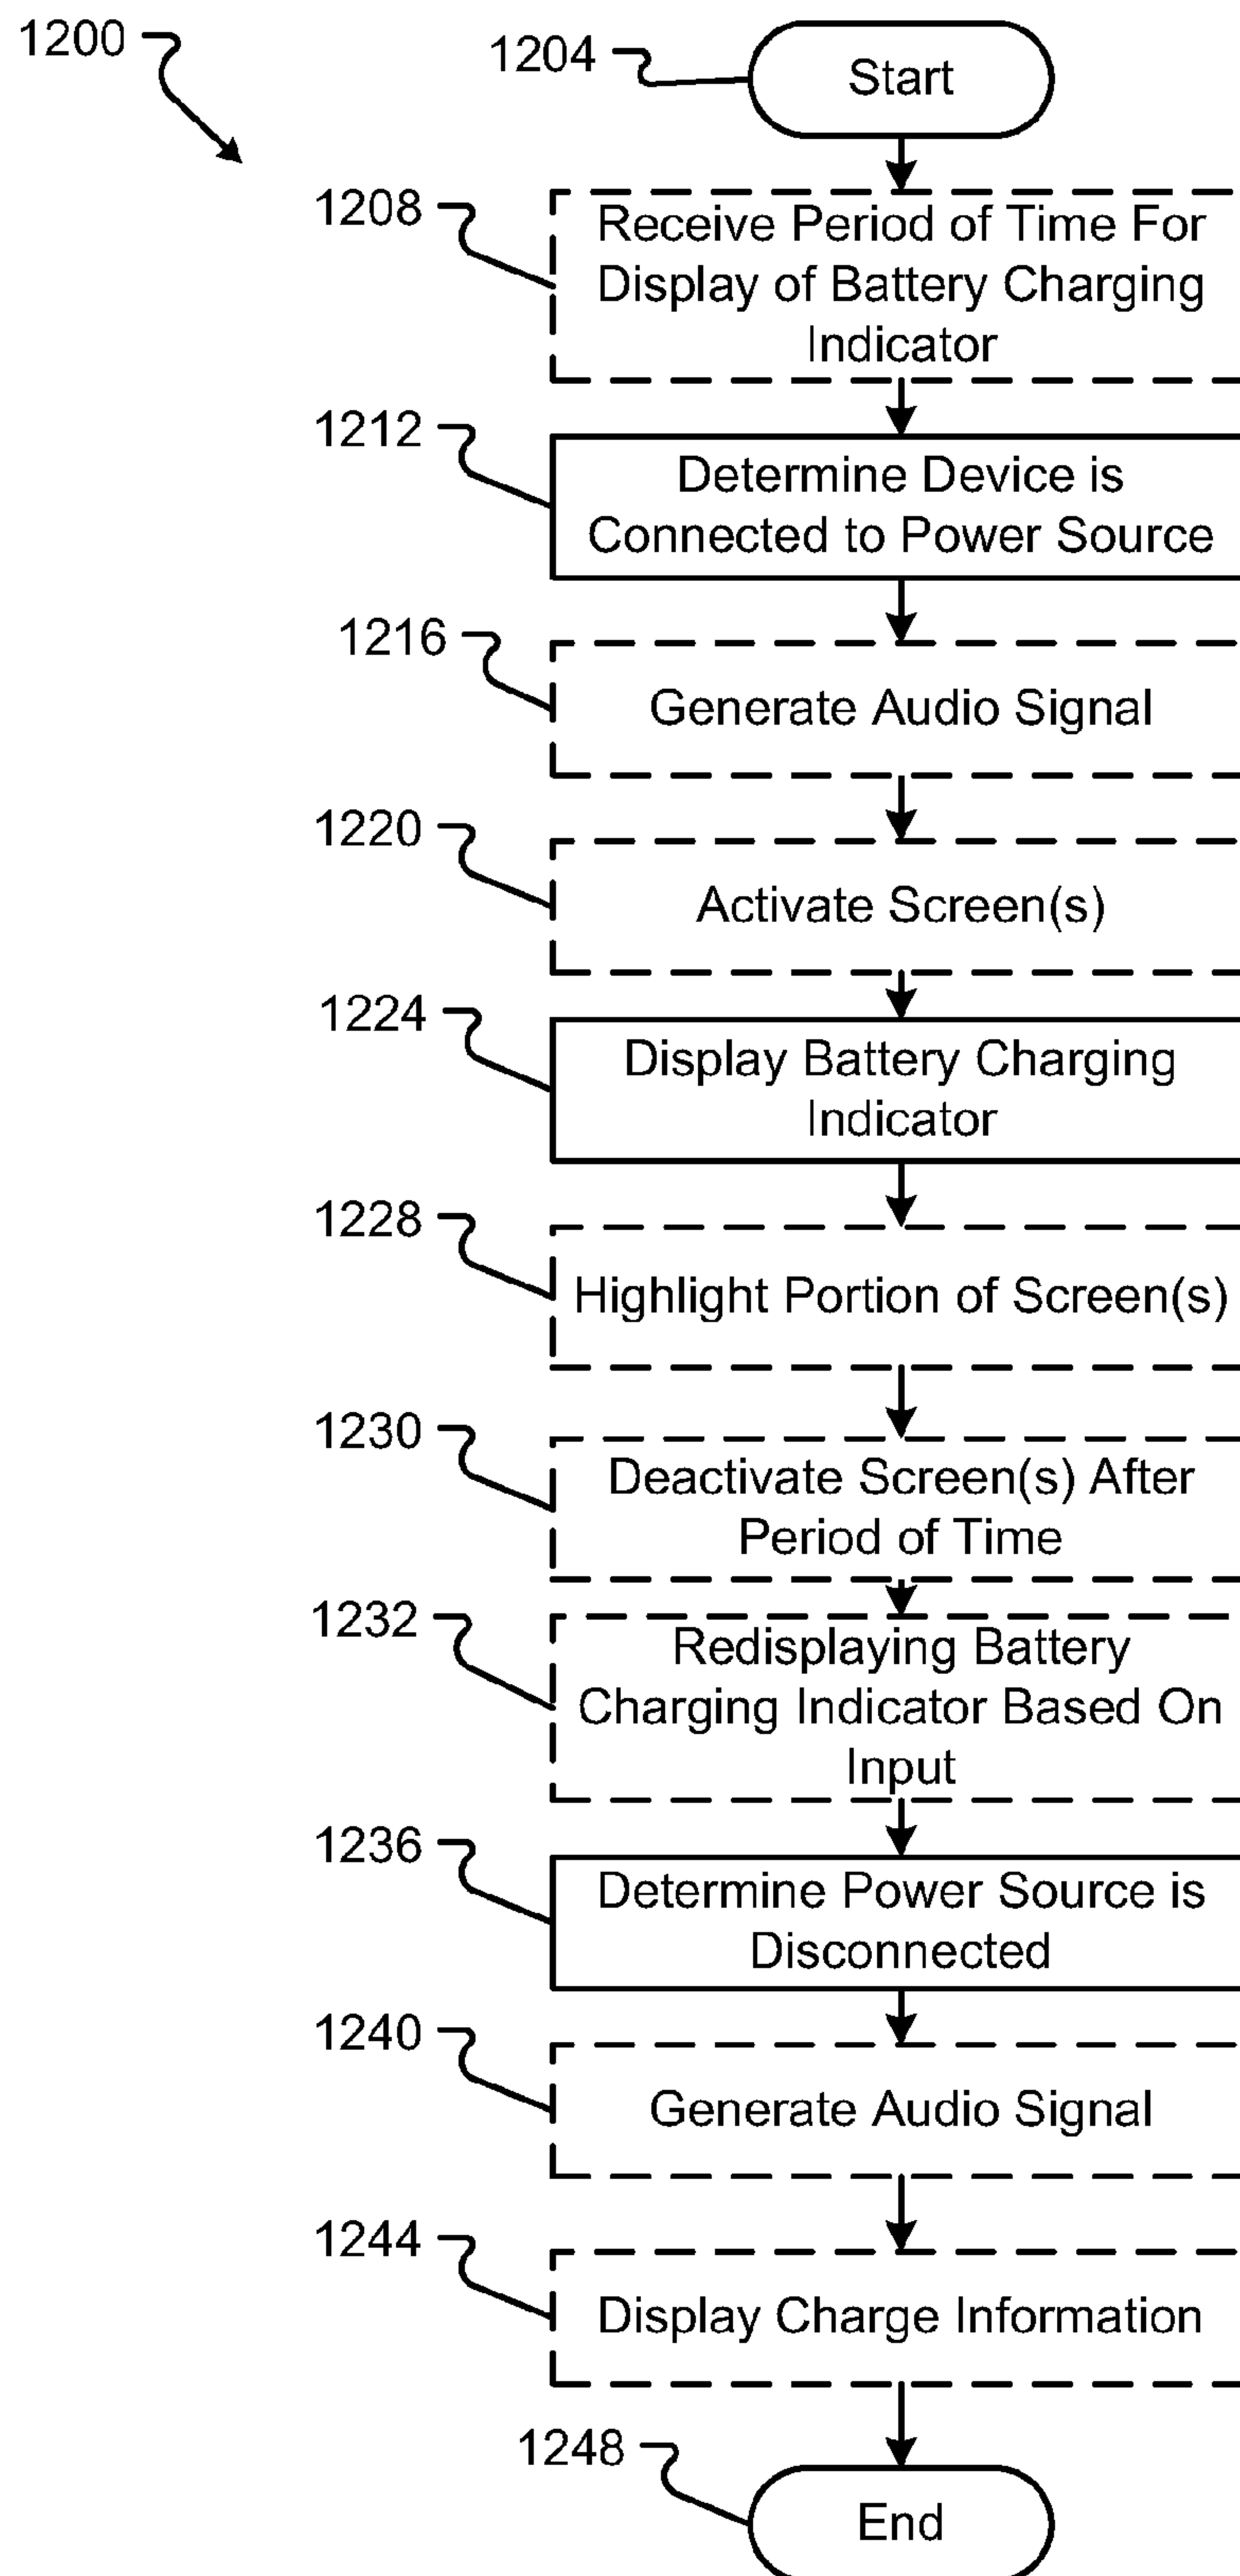 1200
1204
Start
1208
Receive Period of Time For
Display of Battery Charging
Indicator
1212
Determine Device is
Connected to Power Source
1216
Generate Audio Signal
1220
Activate Screen(s)
1224
Display Battery Charging
Indicator
1228
Highlight Portion of Screen(s)
1230
Deactivate Screen(s) After
Period of Time
1232
Redisplaying Battery
Charging Indicator Based On
Input
1236
Determine Power Source is
Disconnected
1240
Generate Audio Signal
1244
Display Charge Information
1248
End